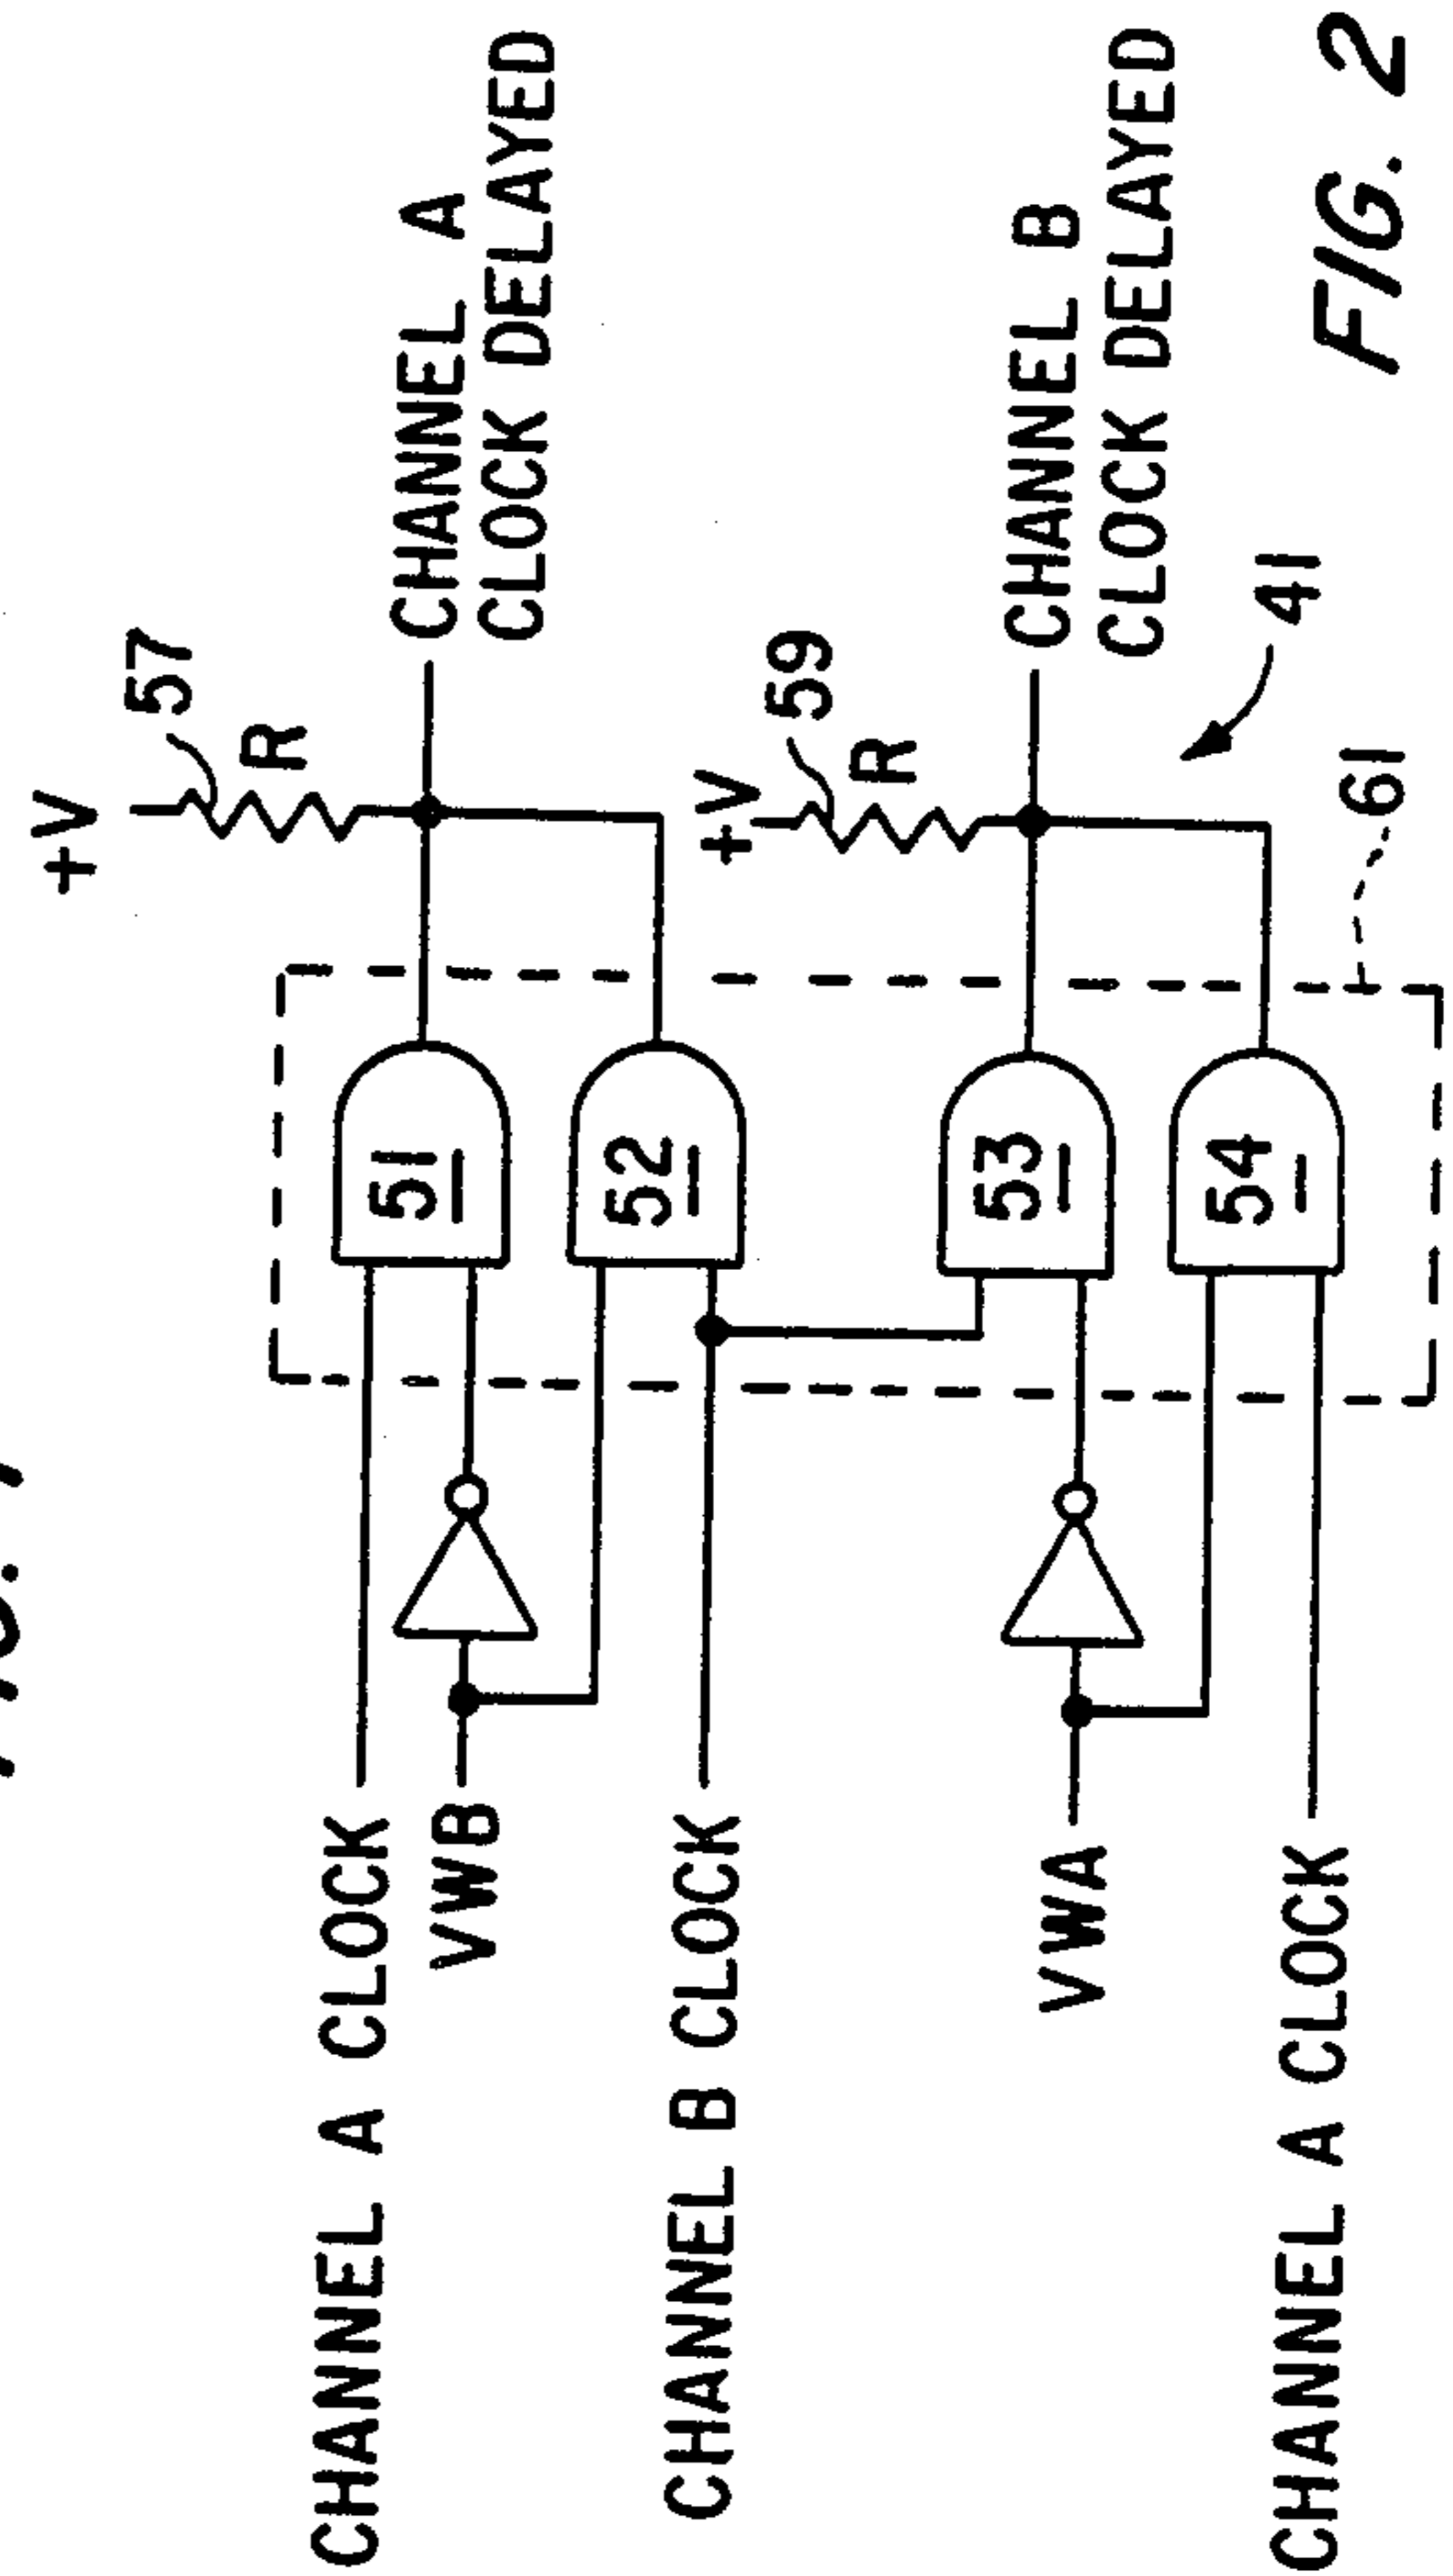 +V
57
R
CHANNEL A
CLOCK DELAYED
CHANNEL A CLOCK
51
VWB
52
CHANNEL B CLOCK
+V
59
R
CHANNEL B
CLOCK DELAYED
53
VWA
54
CHANNEL A CLOCK
41
61
FIG. 2